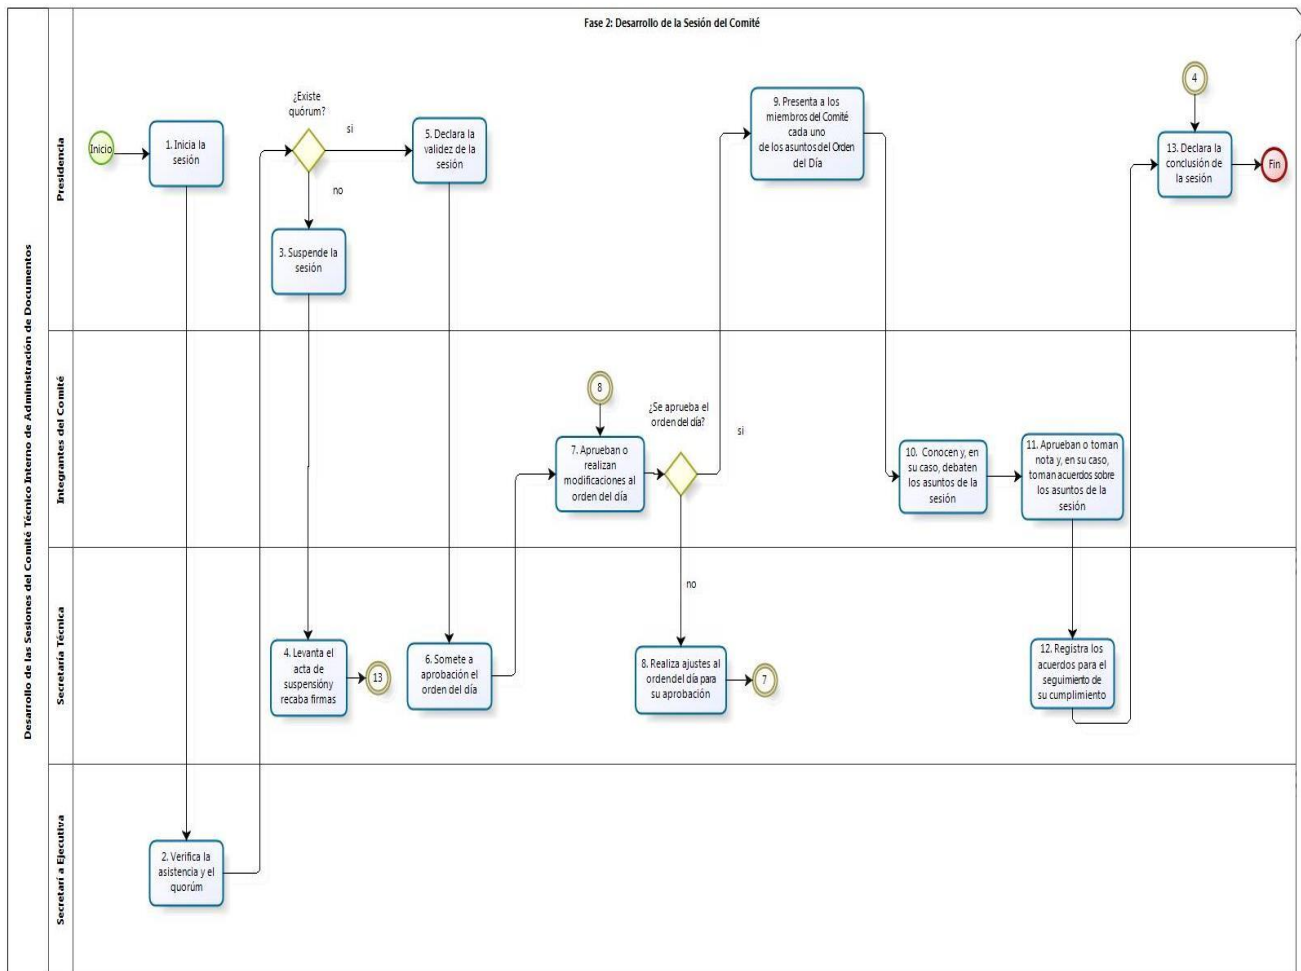 Fase 2: Desarrollo de la Sesión del Comité
Desarrollo de las Sesiones del Comité Técnico Interno de Administración de Documentos
Presidencia
Inicio
1. Inicia la
sesión
¿Existe
quórum?
si
no
3. Suspende la
sesión
5. Declara la
validez de la
sesión
9. Presenta a los
miembros del Comité
cada uno
de los asuntos del Orden
del Día
4
13. Declara la
conclusión de
la sesión
Fin
Integrantes del Comité
8
7. Aprueban o
realizan
modificaciones al
orden del día
¿Se aprueba el
orden del día?
si
10. Conocen y, en
su caso, debaten
los asuntos de la
sesión
11. Aprueban o toman
nota y, en su caso,
toman acuerdos sobre
los asuntos de la
sesión
Secretaría Técnica
no
4. Levanta el
acta de
suspensión y
recaba firmas
13
6. Somete a
aprobación el
orden del día
8. Realiza ajustes al
orden del día para
su aprobación
7
12. Registra los
acuerdos para el
seguimiento de
su cumplimiento
Secretarí a Ejecutiva
2. Verifica la
asistencia y el
quorúm